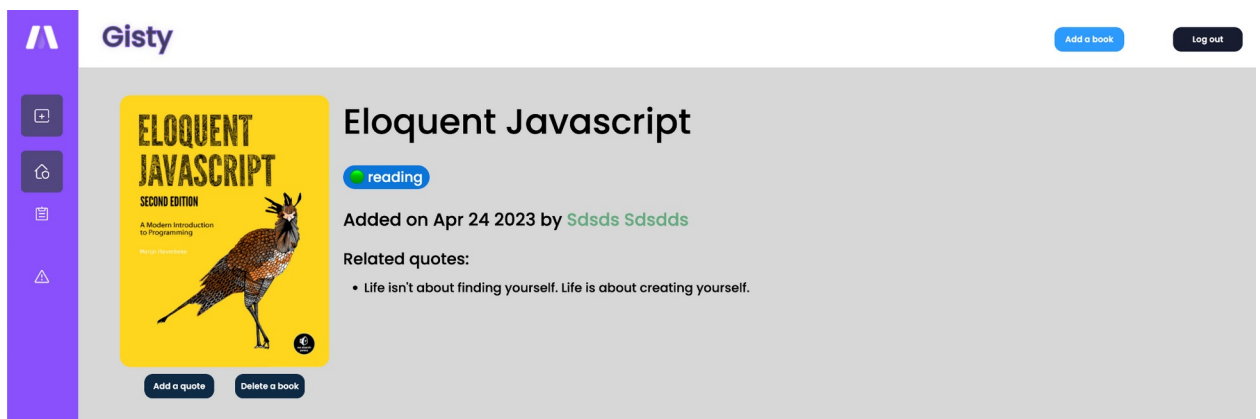 Gisty
Add a book
Log out
ELOQUENT
JAVASCRIPT
SECOND EDITION
A Modern Introduction
to Programming
Marijn Haverbeke
Eloquent Javascript
reading
Added on Apr 24 2023 by Sdsds Sdsdds
Related quotes:
• Life isn't about finding yourself. Life is about creating yourself.
Add a quote
Delete a book